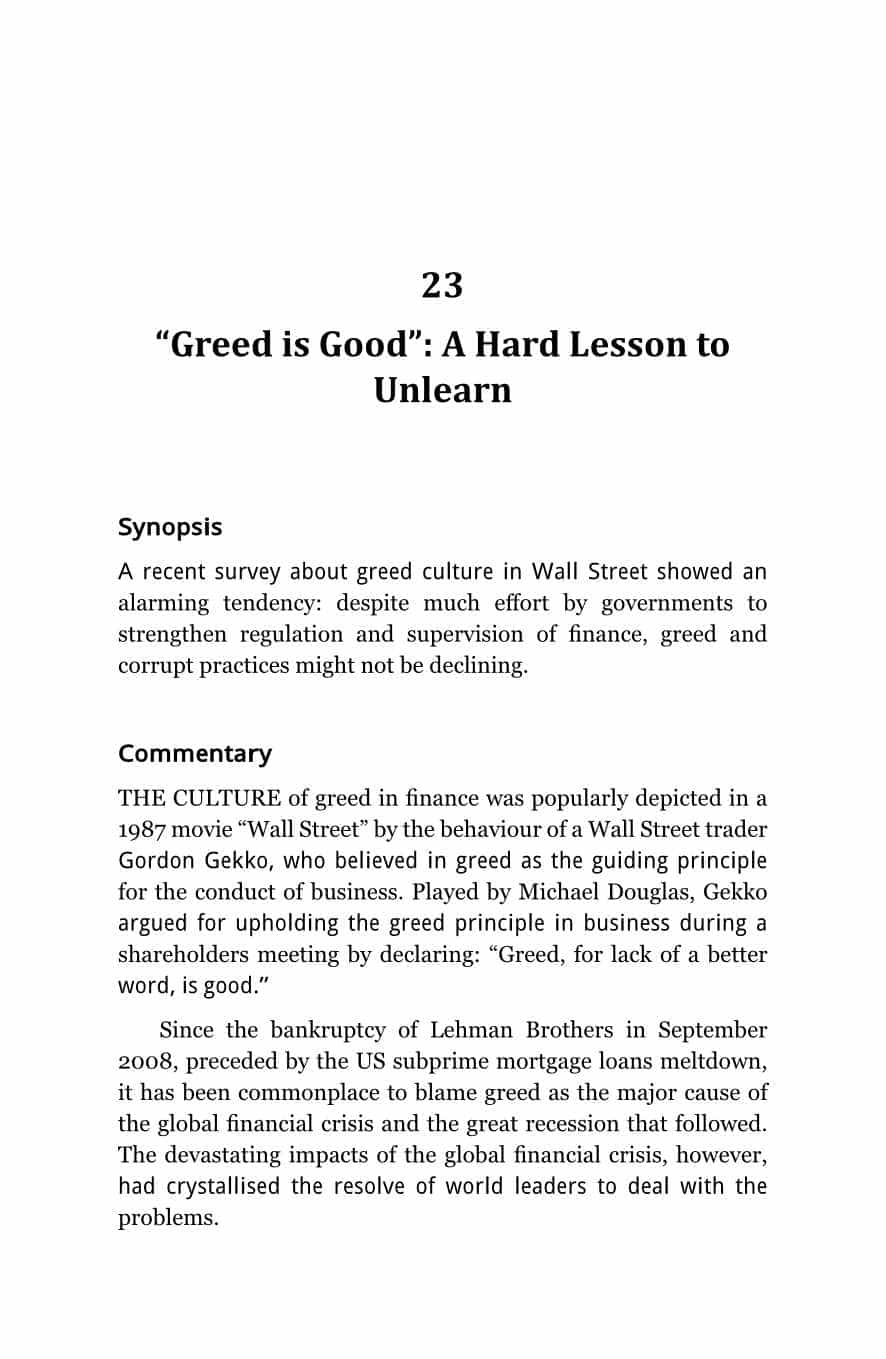 23
“Greed is Good”: A Hard Lesson to
Unlearn
Synopsis
A recent survey about greed culture in Wall Street showed an
alarming tendency: despite much effort by governments to
strengthen regulation and supervision of finance, greed and
corrupt practices might not be declining.
Commentary
THE CULTURE of greed in finance was popularly depicted in a
1987 movie “Wall Street” by the behaviour of a Wall Street trader
Gordon Gekko, who believed in greed as the guiding principle
for the conduct of business. Played by Michael Douglas, Gekko
argued for upholding the greed principle in business during a
shareholders meeting by declaring: “Greed, for lack of a better
word, is good.”
Since the bankruptcy of Lehman Brothers in September
2008, preceded by the US subprime mortgage loans meltdown,
it has been commonplace to blame greed as the major cause of
the global financial crisis and the great recession that followed.
The devastating impacts of the global financial crisis, however,
had crystallised the resolve of world leaders to deal with the
problems.